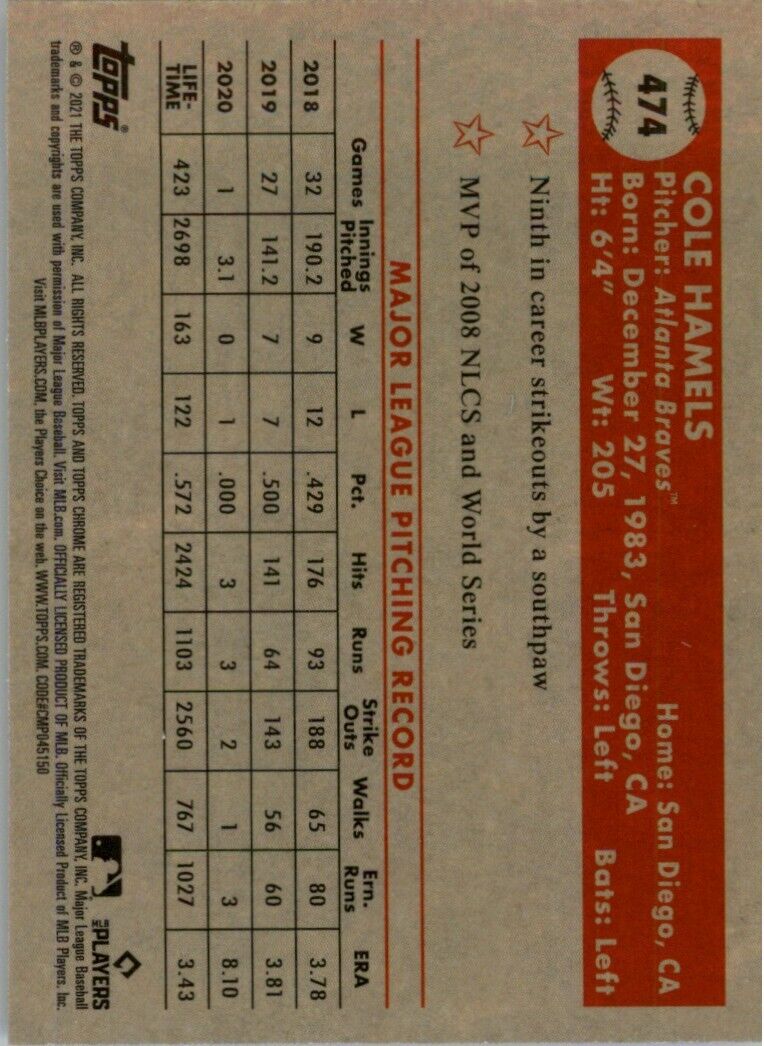 474
COLE HAMELS
Pitcher: Atlanta Braves™ Home: San Diego, CA
Born: December 27, 1983, San Diego, CA
Ht: 6'4" Wt: 205 Throws: Left Bats: Left
Ninth in career strikeouts by a southpaw
MVP of 2008 NLCS and World Series
MAJOR LEAGUE PITCHING RECORD
Games Innings Pitched W L Pct. Hits Runs Strike Outs Walks Ern. Runs ERA
2018 32 190.2 9 12 .429 176 93 188 65 80 3.78
2019 27 141.2 7 7 .500 141 64 143 56 60 3.81
2020 1 3.1 0 1 .000 3 3 2 1 3 8.10
LIFE-TIME 423 2698 163 122 .572 2424 1103 2560 767 1027 3.43
topps®
MLB PLAYERS
® & © 2021 THE TOPPS COMPANY, INC. ALL RIGHTS RESERVED. TOPPS AND TOPPS CHROME ARE REGISTERED TRADEMARKS OF THE TOPPS COMPANY, INC. Major League Baseball
trademarks and copyrights are used with permission of Major League Baseball. Visit MLB.com. OFFICIALLY LICENSED PRODUCT OF MLB. Officially Licensed Product of MLB Players, Inc.
Visit MLBPLAYERS.COM, the Players Choice on the web. WWW.TOPPS.COM. CODE#CMP045150